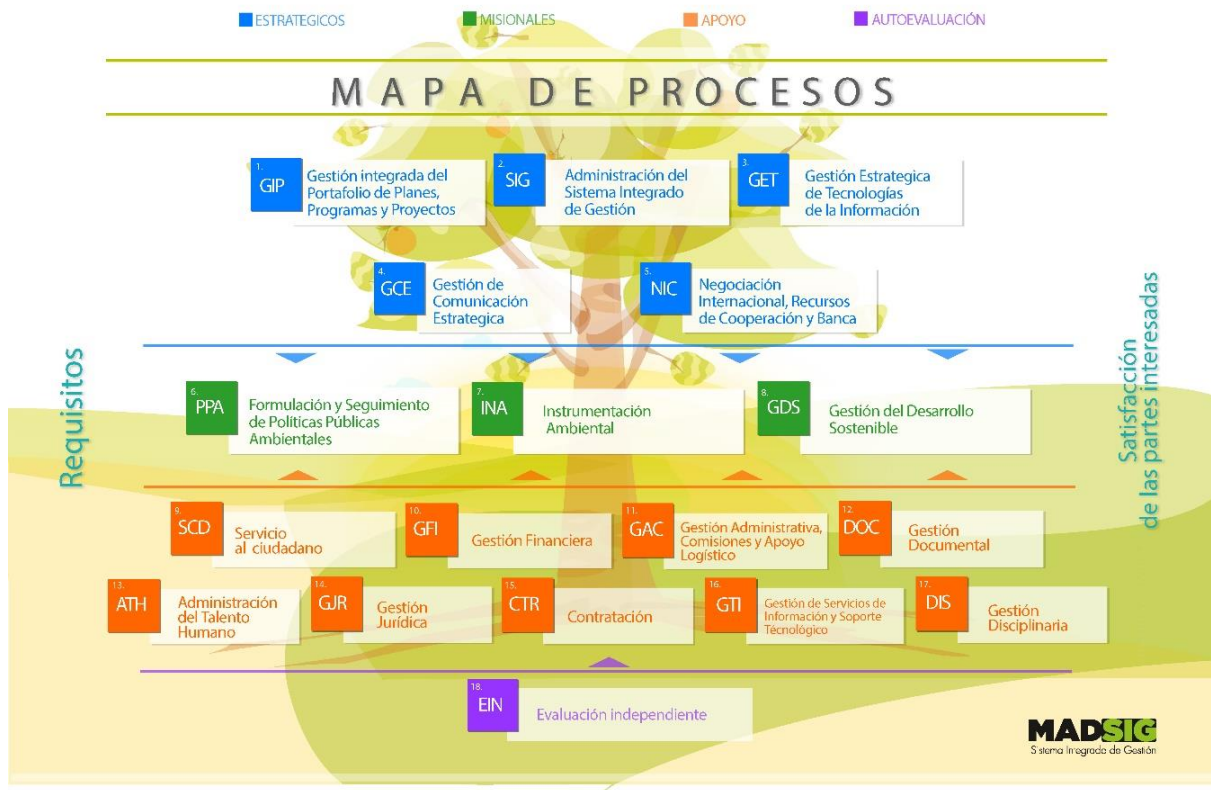 ESTRATEGICOS
MISIONALES
APOYO
AUTOEVALUACIÓN
MAPA DE PROCESOS
1.
GIP
Gestión integrada del
Portafolio de Planes,
Programas y Proyectos
2.
SIG
Administración del
Sistema Integrado
de Gestión
3.
GET
Gestión Estrategica
de Tecnologías
de la Información
4.
GCE
Gestión de
Comunicación
Estrategica
5.
NIC
Negociación
Internacional, Recursos
de Cooperación y Banca
Requisitos
Satisfacción
de las partes interesadas
6.
PPA
Formulación y Seguimiento
de Políticas Públicas
Ambientales
7.
INA
Instrumentación
Ambiental
8.
GDS
Gestión del Desarrollo
Sostenible
9.
SCD
Servicio
al ciudadano
10.
GFI
Gestión Financiera
11.
GAC
Gestión Administrativa,
Comisiones y Apoyo
Logístico
12.
DOC
Gestión
Documental
13.
ATH
Administración
del Talento
Humano
14.
GJR
Gestión
Jurídica
15.
CTR
Contratación
16.
GTI
Gestión de Servicios de
Información y Soporte
Técnológico
17.
DIS
Gestión
Disciplinaria
18.
EIN
Evaluación independiente
MADSIG
Sistema Integrado de Gestión